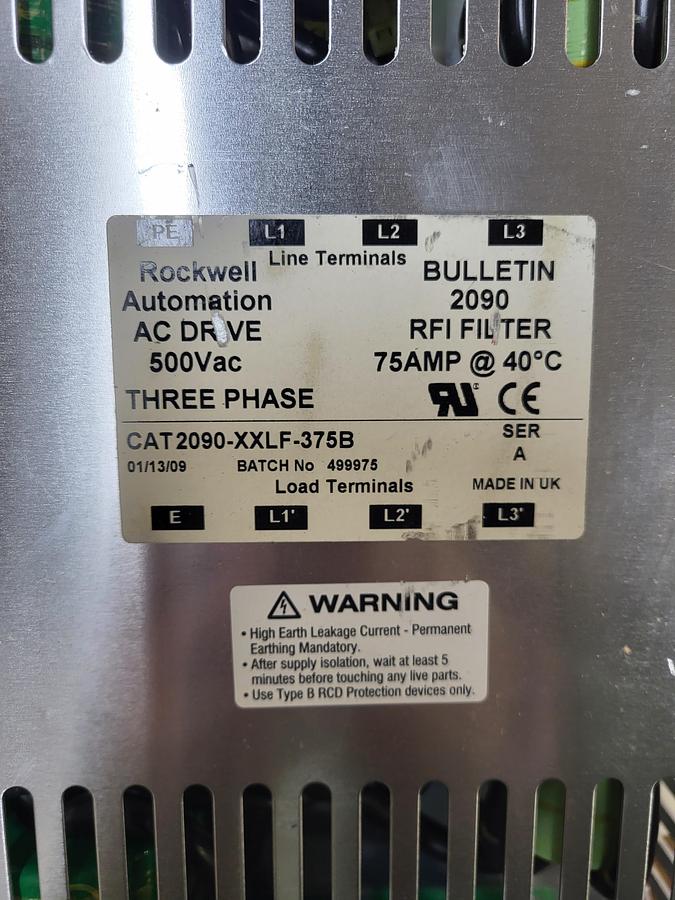 PE L1 L2 L3
Line Terminals
Rockwell BULLETIN
Automation 2090
AC DRIVE RFI FILTER
500Vac 75AMP @ 40°C
THREE PHASE RU® CE
CAT 2090-XXLF-375B SER
A
01/13/09 BATCH No 499975
Load Terminals MADE IN UK
E L1' L2' L3'
WARNING
• High Earth Leakage Current - Permanent
Earthing Mandatory.
• After supply isolation, wait at least 5
minutes before touching any live parts.
• Use Type B RCD Protection devices only.